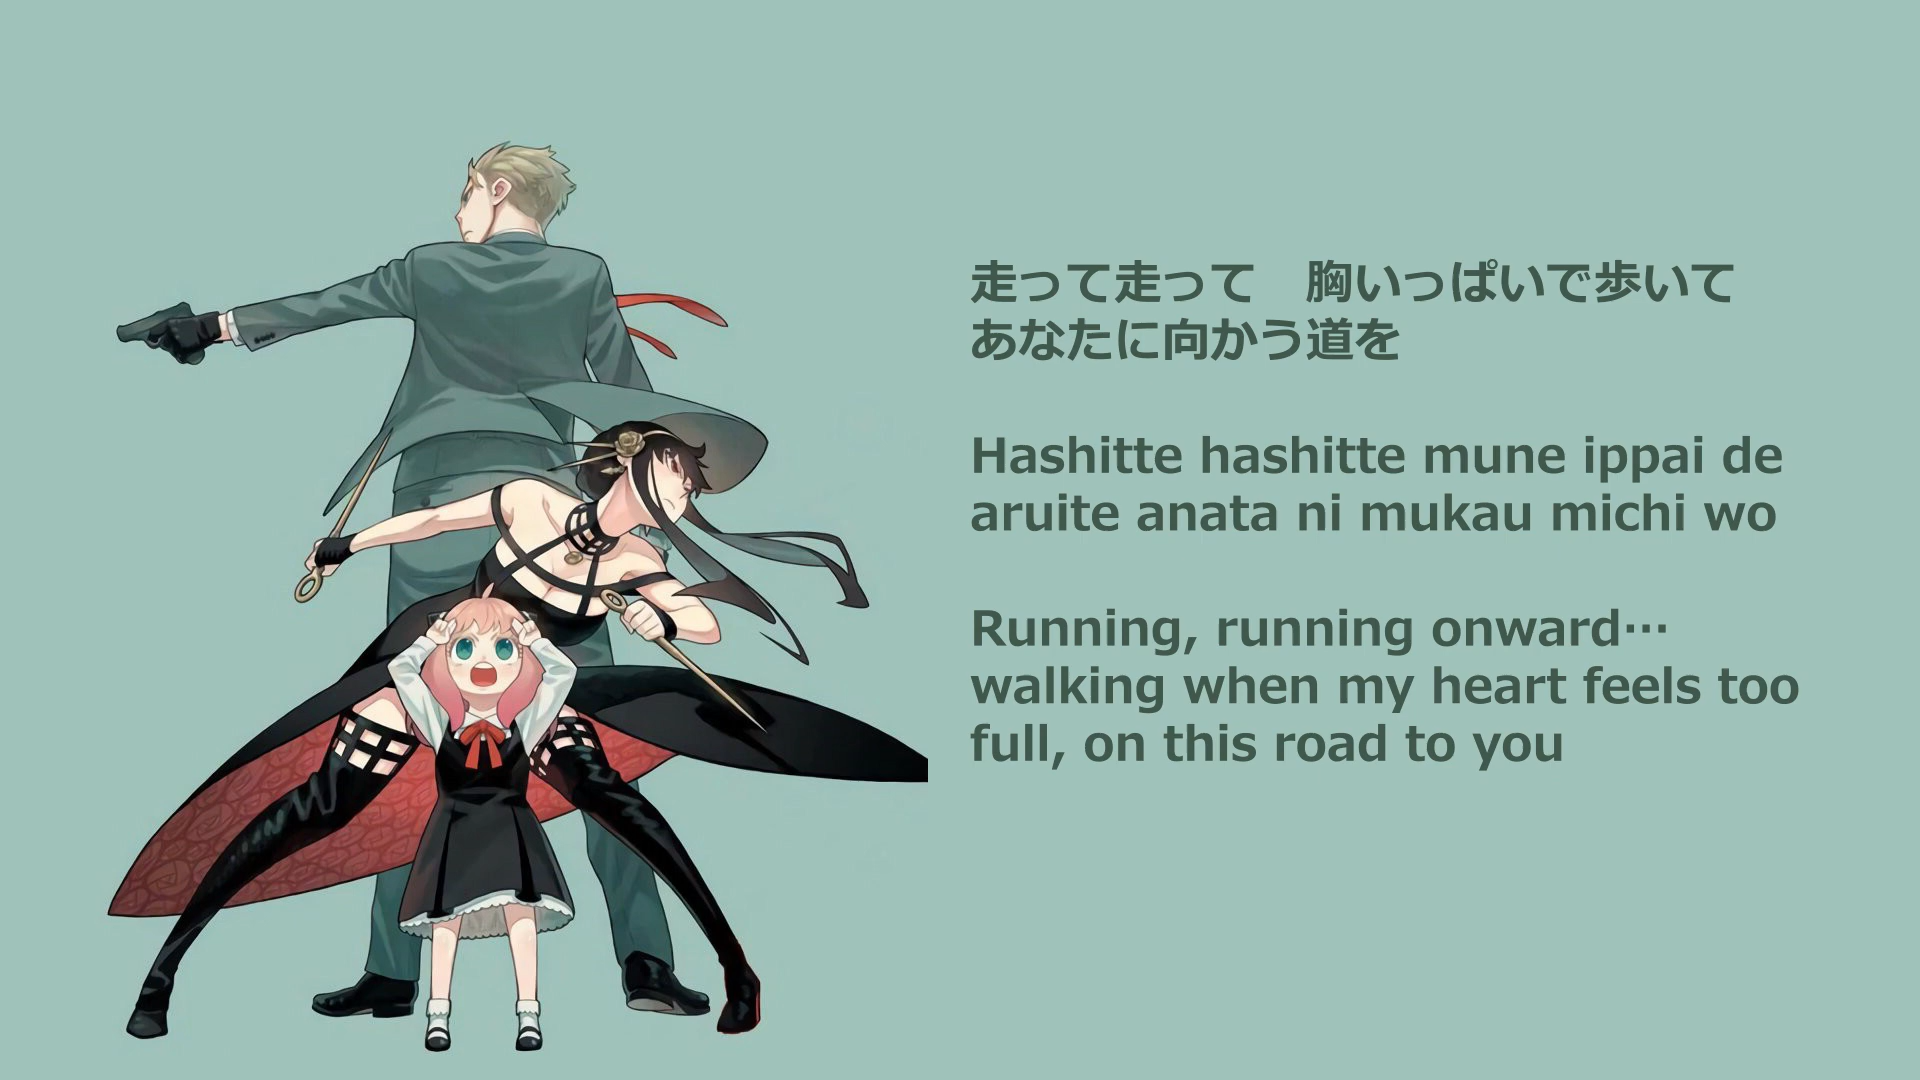 走って走って　胸いっぱいで歩いて
あなたに向かう道を
Hashitte hashitte mune ippai de
aruite anata ni mukau michi wo
Running, running onward…
walking when my heart feels too
full, on this road to you